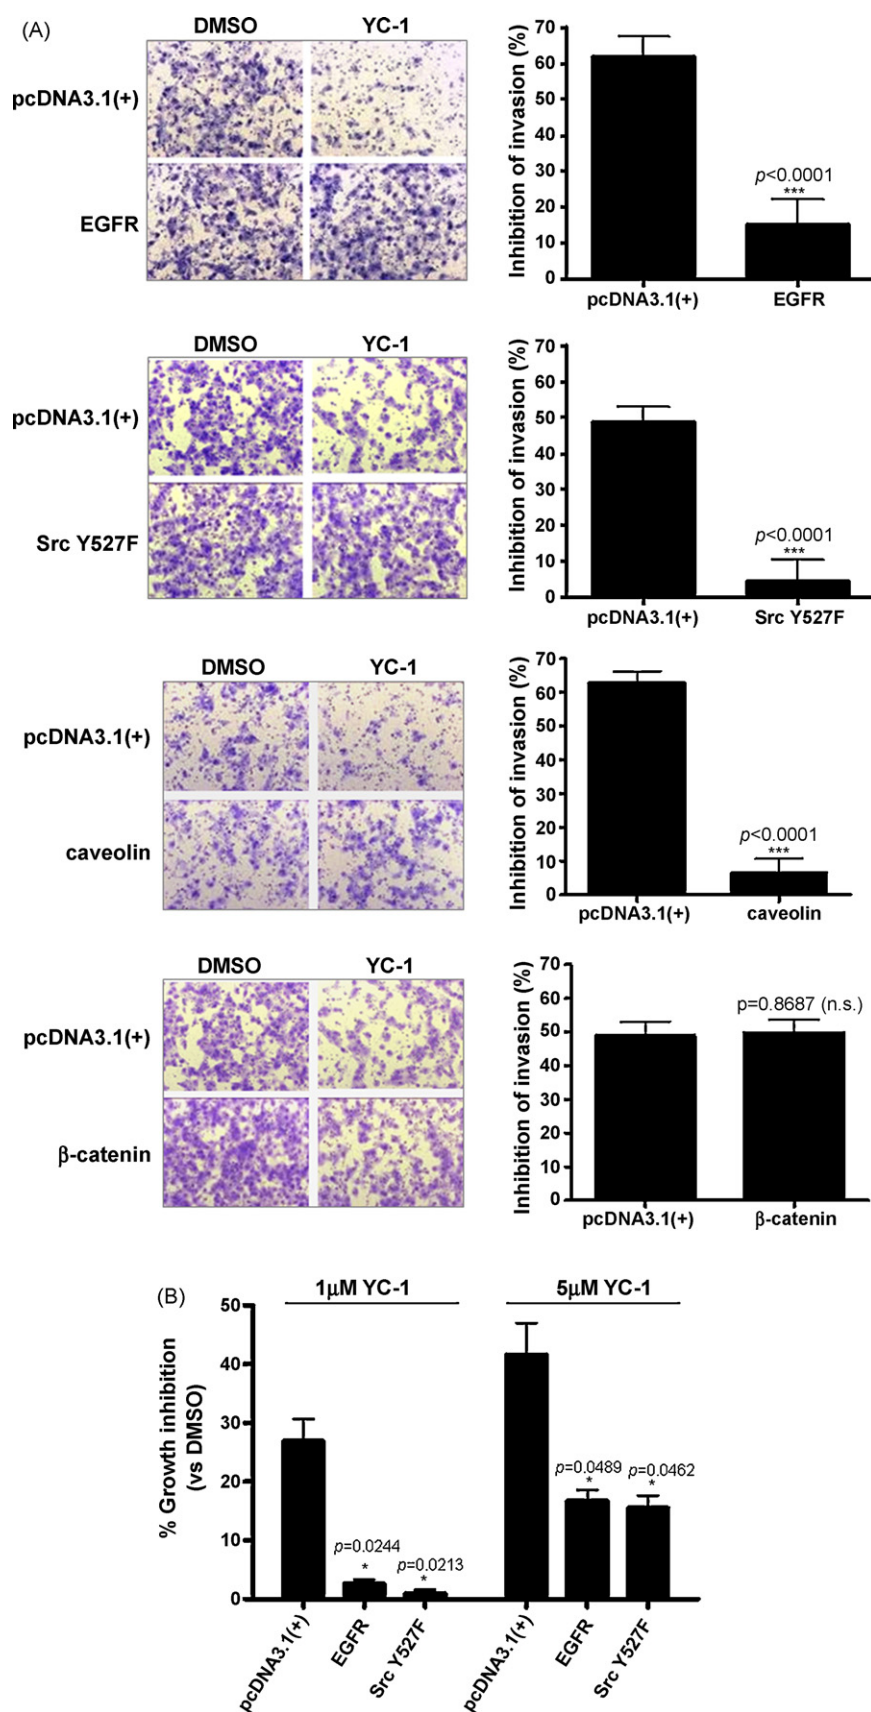 (A)
DMSO YC-1
pcDNA3.1(+)
EGFR
Inhibition of invasion (%)
70
60
50
40
30
20
10
0
p<0.0001
***
pcDNA3.1(+) EGFR
DMSO YC-1
pcDNA3.1(+)
Src Y527F
Inhibition of invasion (%)
70
60
50
40
30
20
10
0
p<0.0001
***
pcDNA3.1(+) Src Y527F
DMSO YC-1
pcDNA3.1(+)
caveolin
Inhibition of invasion (%)
70
60
50
40
30
20
10
0
p<0.0001
***
pcDNA3.1(+) caveolin
DMSO YC-1
pcDNA3.1(+)
β-catenin
Inhibition of invasion (%)
70
60
50
40
30
20
10
0
p=0.8687 (n.s.)
pcDNA3.1(+) β-catenin
(B)
1μM YC-1 5μM YC-1
% Growth inhibition
(vs DMSO)
50
40
30
20
10
0
p=0.0244
*
p=0.0213
*
p=0.0489
*
p=0.0462
*
pcDNA3.1(+)
EGFR
Src Y527F
pcDNA3.1(+)
EGFR
Src Y527F